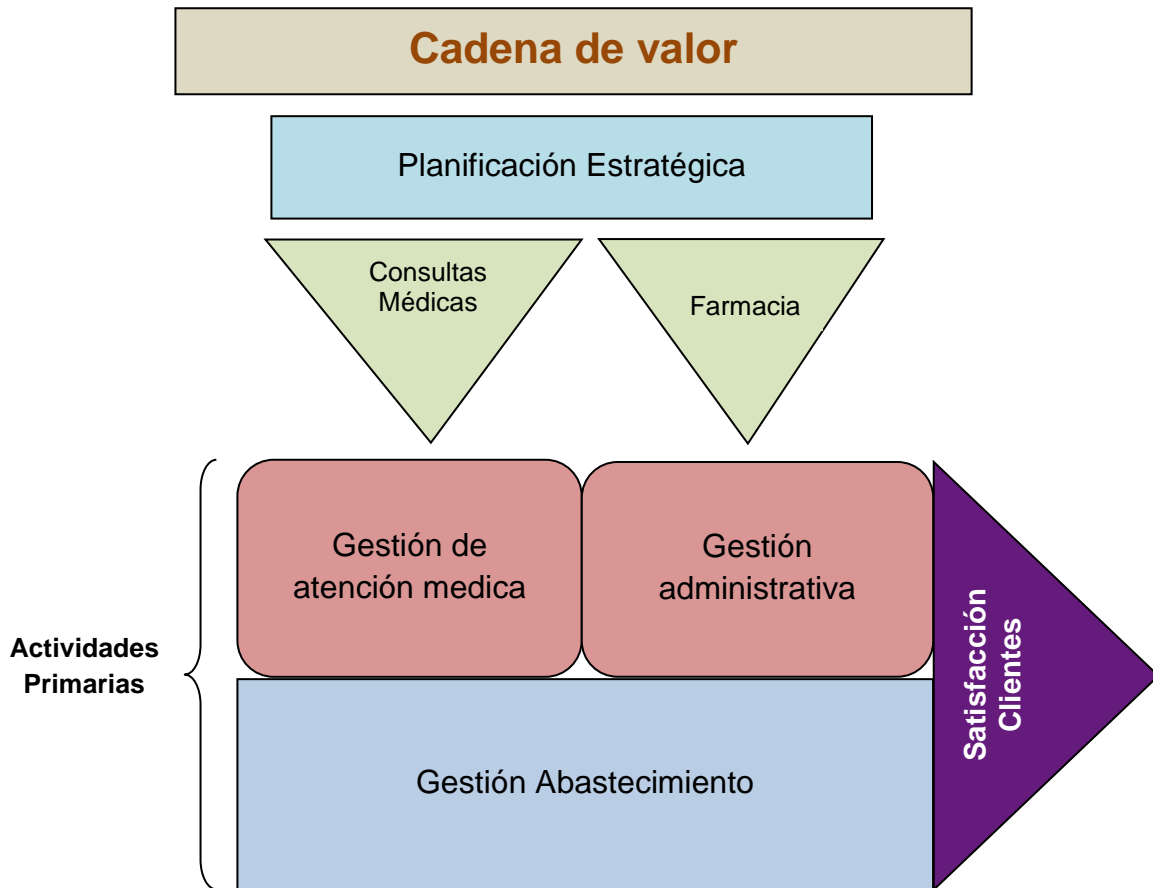 Cadena de valor
Planificación Estratégica
Consultas
Médicas
Farmacia
Gestión de
atención medica
Gestión
administrativa
Actividades
Primarias
Satisfacción
Clientes
Gestión Abastecimiento